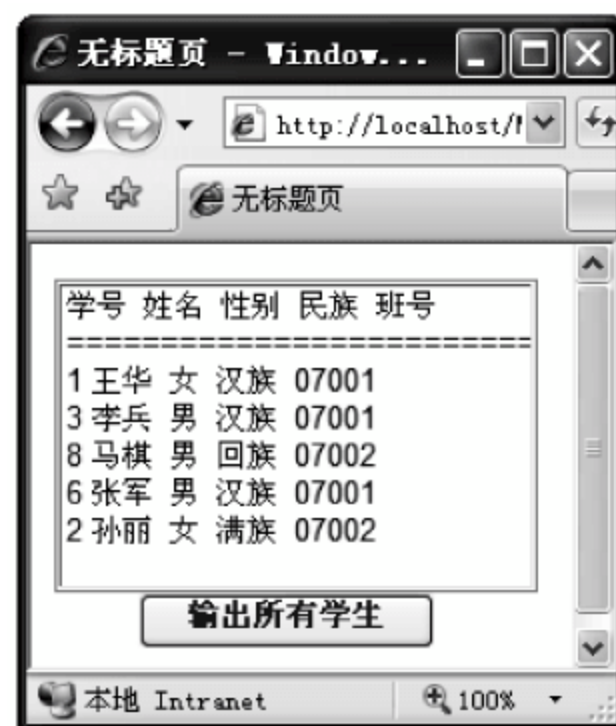 无标题页 - Window...
http://localhost/
无标题页
学号 姓名 性别 民族 班号
==========================
1 王华 女 汉族 07001
3 李兵 男 汉族 07001
8 马棋 男 回族 07002
6 张军 男 汉族 07001
2 孙丽 女 满族 07002
输出所有学生
本地 Intranet 100%